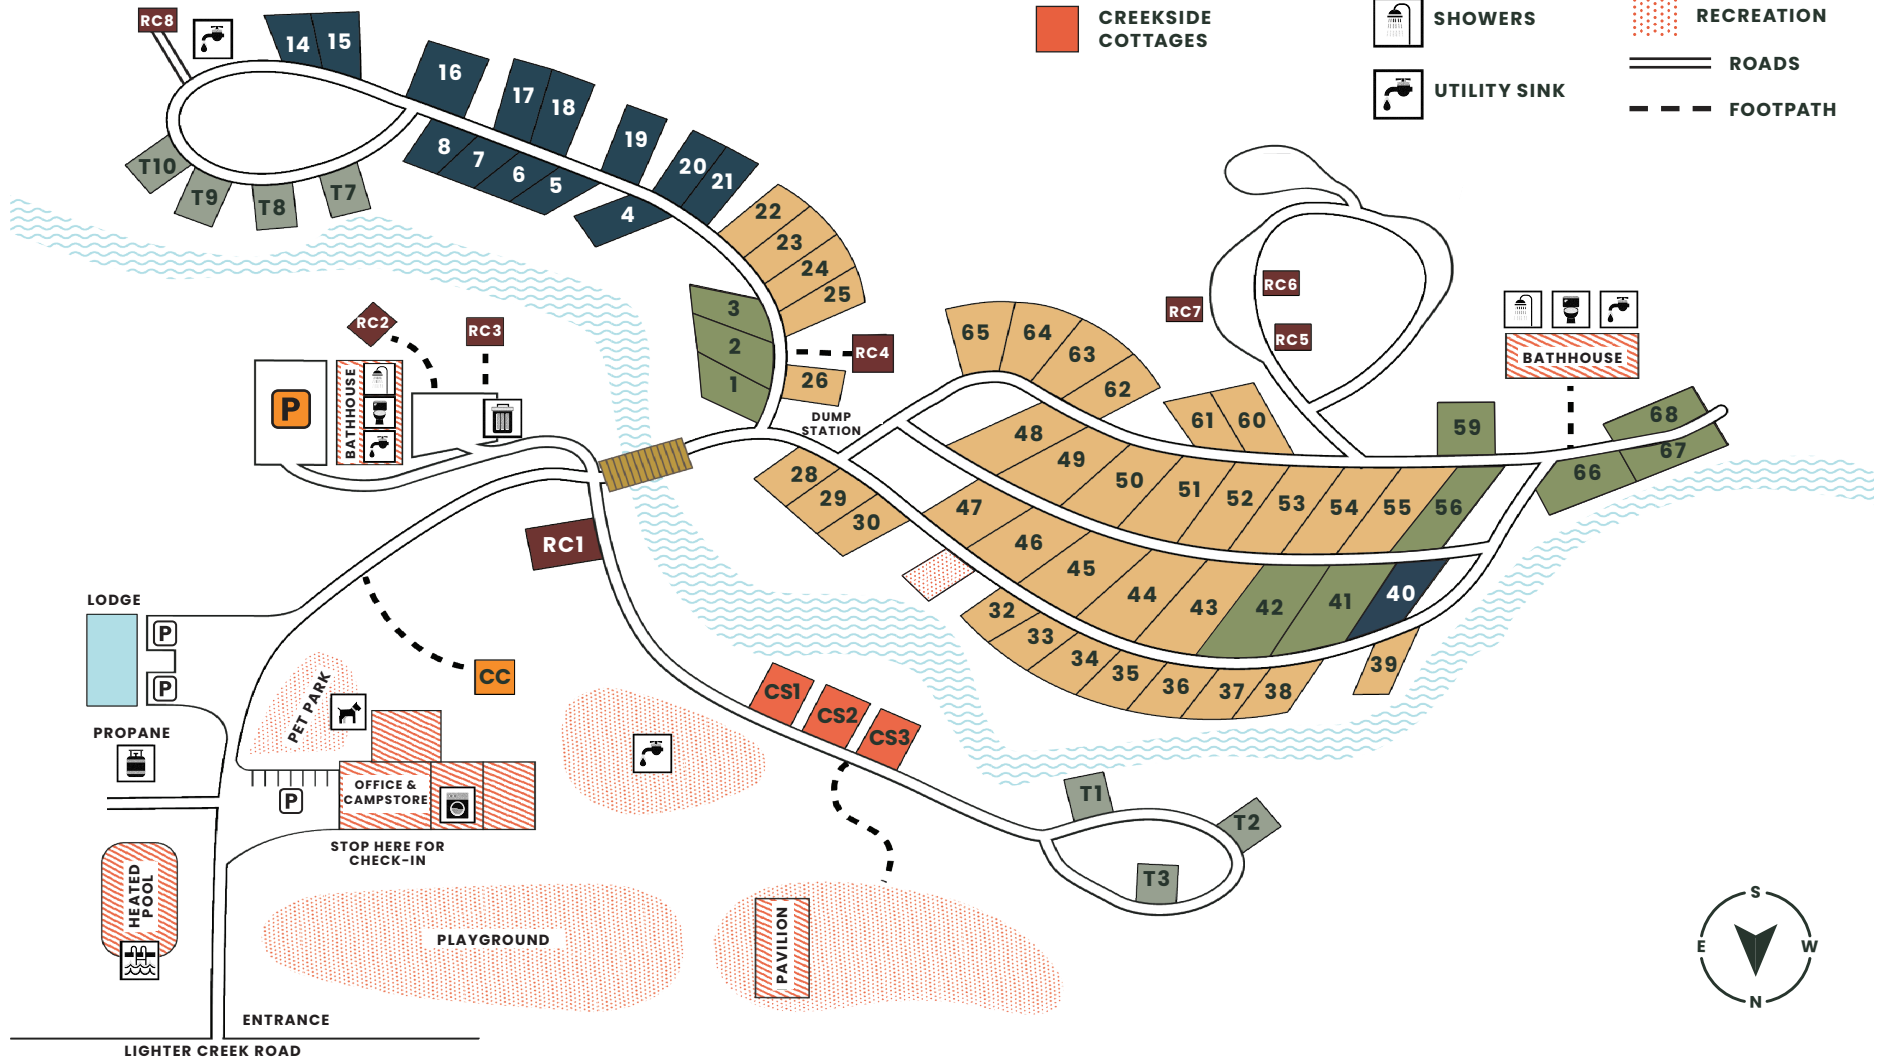 CREEKSIDE
COTTAGES
SHOWERS
UTILITY SINK
RECREATION
ROADS
FOOTPATH
RC8
14
15
16
17
18
19
20
21
8
7
6
5
4
T10
T9
T8
T7
22
23
24
25
3
2
1
26
RC4
DUMP
STATION
RC2
RC3
P
BATHHOUSE
RC1
RC7
RC6
RC5
BATHHOUSE
65
64
63
62
61
60
59
68
67
66
48
49
50
51
52
53
54
55
56
28
29
30
47
46
45
44
43
42
41
40
32
33
34
35
36
37
38
39
LODGE
P
P
PROPANE
PET PARK
CC
OFFICE &
CAMPSTORE
P
STOP HERE FOR
CHECK-IN
HEATED
POOL
CS1
CS2
CS3
T1
T2
T3
PLAYGROUND
PAVILION
ENTRANCE
LIGHTER CREEK ROAD
S
E
W
N